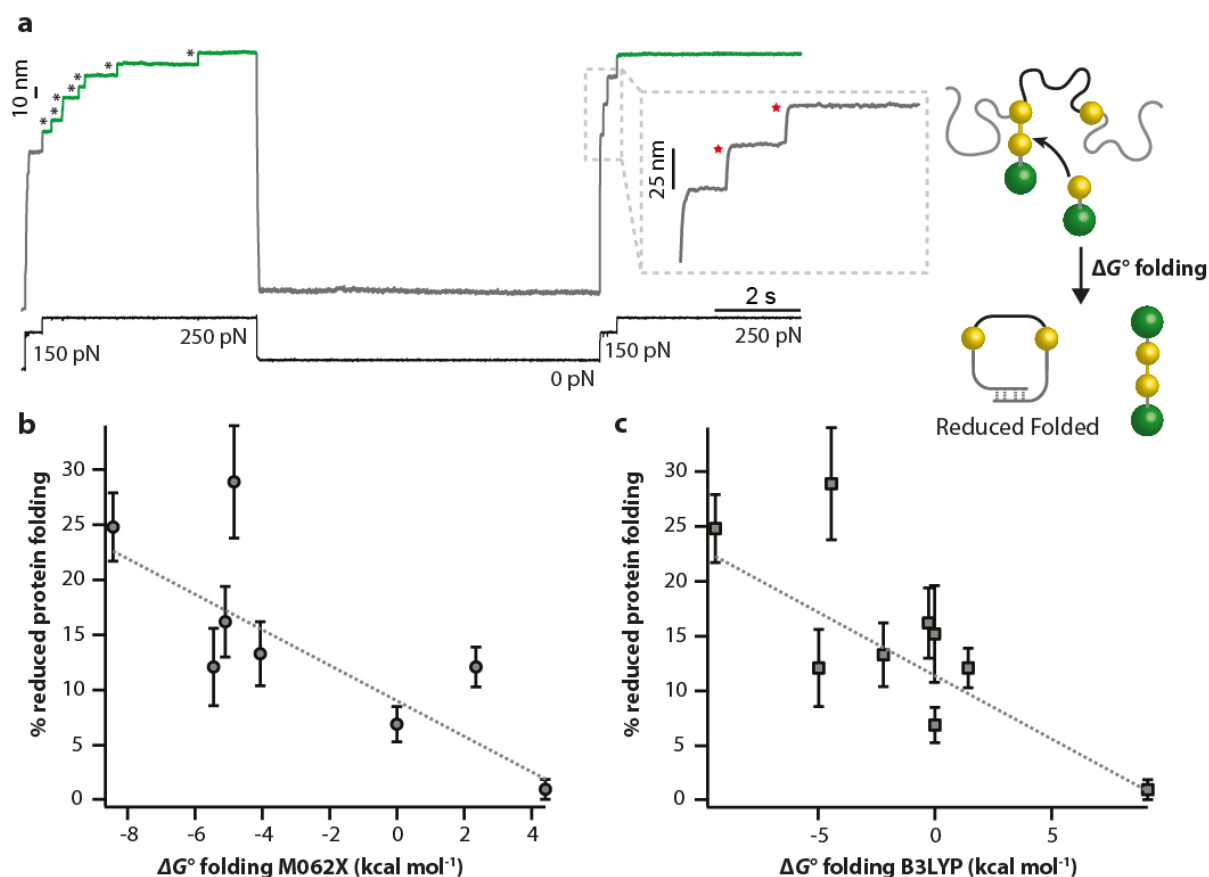 a
10 nm
* * * * * * * *
25 nm
2 s
150 pN
250 pN
0 pN
150 pN
250 pN
ΔG° folding
Reduced Folded
b
% reduced protein folding
30
25
20
15
10
5
0
-8 -6 -4 -2 0 2 4
ΔG° folding M062X (kcal mol⁻¹)
c
% reduced protein folding
30
25
20
15
10
5
0
-5 0 5
ΔG° folding B3LYP (kcal mol⁻¹)